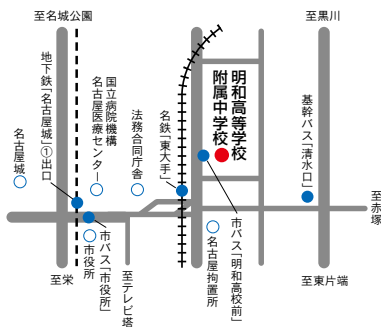 至名城公園
至黒川
地下鉄「名古屋城」①出口
国立病院機構
名古屋医療センター
法務合同庁舎
名鉄「東大手」
明和高等学校
附属中学校
基幹バス「清水口」
名古屋城
至赤塚
市役所
市バス「市役所」
名古屋拘置所
市バス「明和高校前」
至栄
至テレビ塔
至東片端